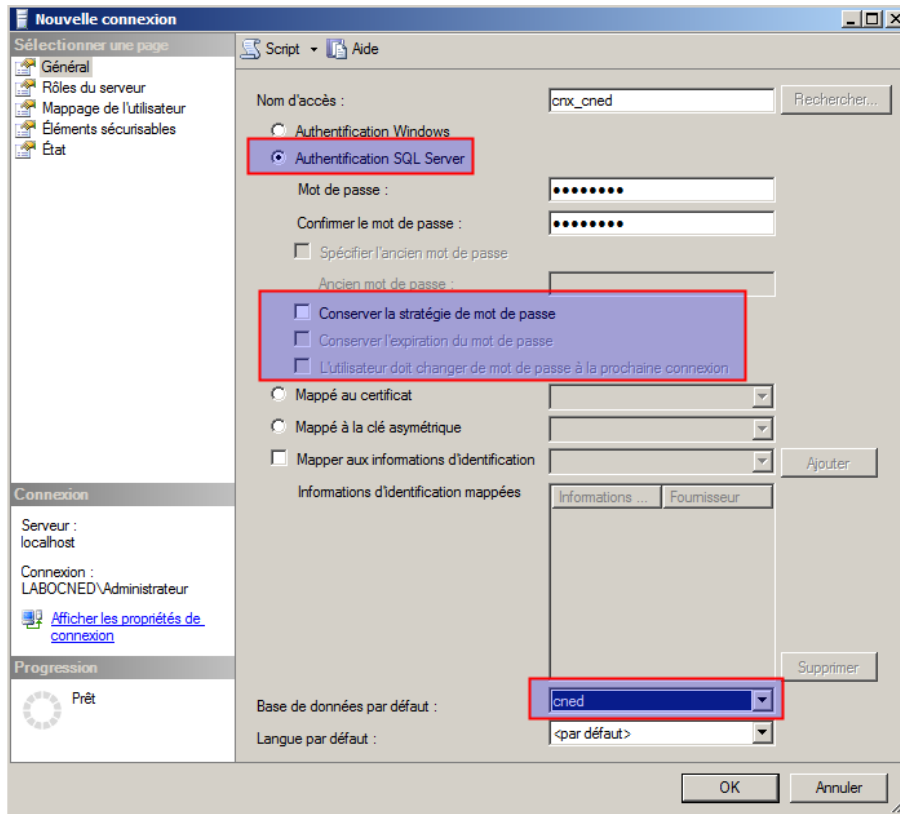 Nouvelle connexion
Sélectionner une page
Général
Rôles du serveur
Mappage de l'utilisateur
Éléments sécurisables
État
Script
Aide
Nom d'accès :
cnx_cned
Rechercher...
Authentification Windows
Authentification SQL Server
Mot de passe :
●●●●●●●●
Confirmer le mot de passe :
●●●●●●●●
Spécifier l'ancien mot de passe
Ancien mot de passe :
Conserver la stratégie de mot de passe
Conserver l'expiration du mot de passe
L'utilisateur doit changer de mot de passe à la prochaine connexion
Mappé au certificat
Mappé à la clé asymétrique
Mapper aux informations d'identification
Ajouter
Informations d'identification mappées
Informations ...
Fournisseur
Supprimer
Base de données par défaut :
cned
Langue par défaut :
<par défaut>
Connexion
Serveur :
localhost
Connexion :
LABOCNED\Administrateur
Afficher les propriétés de
connexion
Progression
Prêt
OK
Annuler